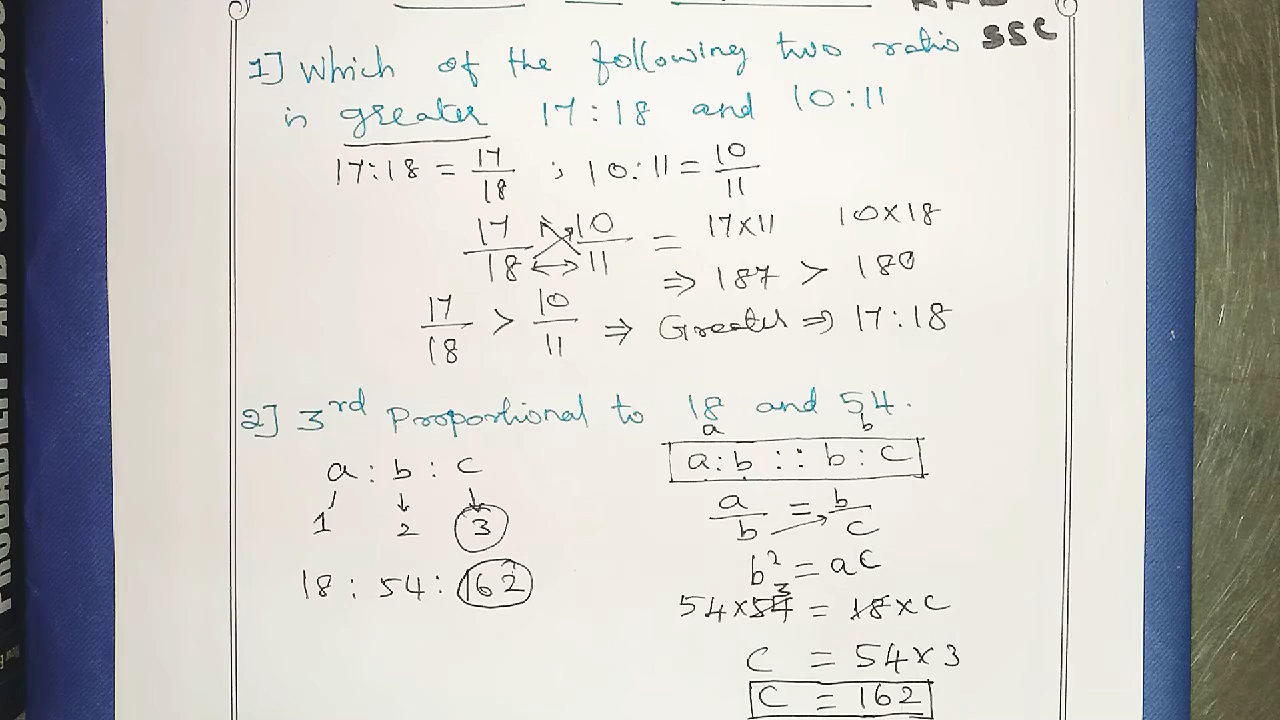 SSC
1] Which of the following two ratio
is greater 17:18 and 10:11
17:18 = 17/18 ; 10:11 = 10/11
17/18 10/11 = 17×11 10×18
⇒ 187 > 180
17/18 > 10/11 ⇒ Greater ⇒ 17:18
2] 3rd Proportional to 18 and 54.
a b
a : b : c
1 2 3
18 : 54 : 162
a:b :: b:c
a/b = b/c
b² = ac
54×54 = 18×c
3
c = 54×3
c = 162
PROBABILITY AND STATISTICS